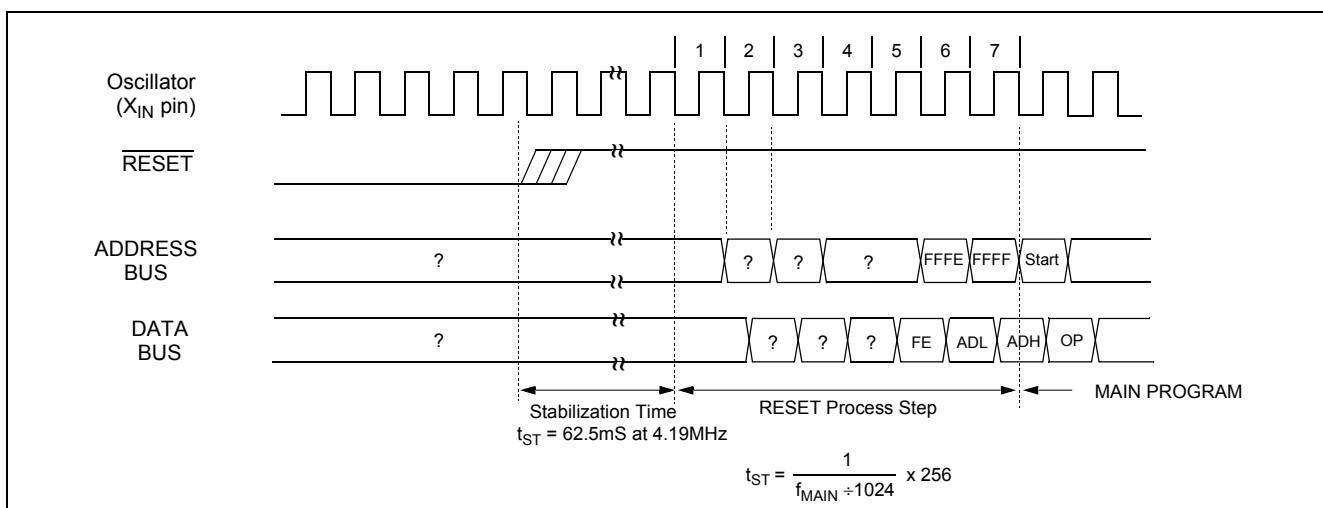 1 2 3 4 5 6 7
Oscillator
(XIN pin)
RESET
ADDRESS
BUS
? ? ? ? FFFE FFFF Start
DATA
BUS
? ? ? ? FE ADL ADH OP
Stabilization Time
tST = 62.5mS at 4.19MHz
RESET Process Step
MAIN PROGRAM
tST = 1 / fMAIN ÷1024 x 256